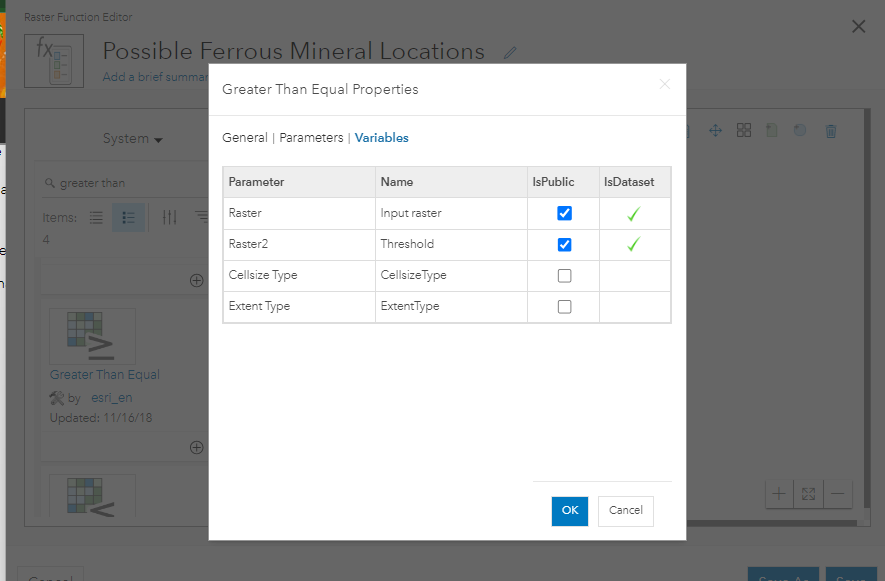 Raster Function Editor
fx
Possible Ferrous Mineral Locations
Add a brief summar
System
greater than
Items:
4
Greater Than Equal
by esri_en
Updated: 11/16/18
Greater Than Equal Properties
General | Parameters | Variables
Parameter Name IsPublic IsDataset
Raster Input raster
Raster2 Threshold
Cellsize Type CellsizeType
Extent Type ExtentType
OK Cancel
Cancel
Save As Save